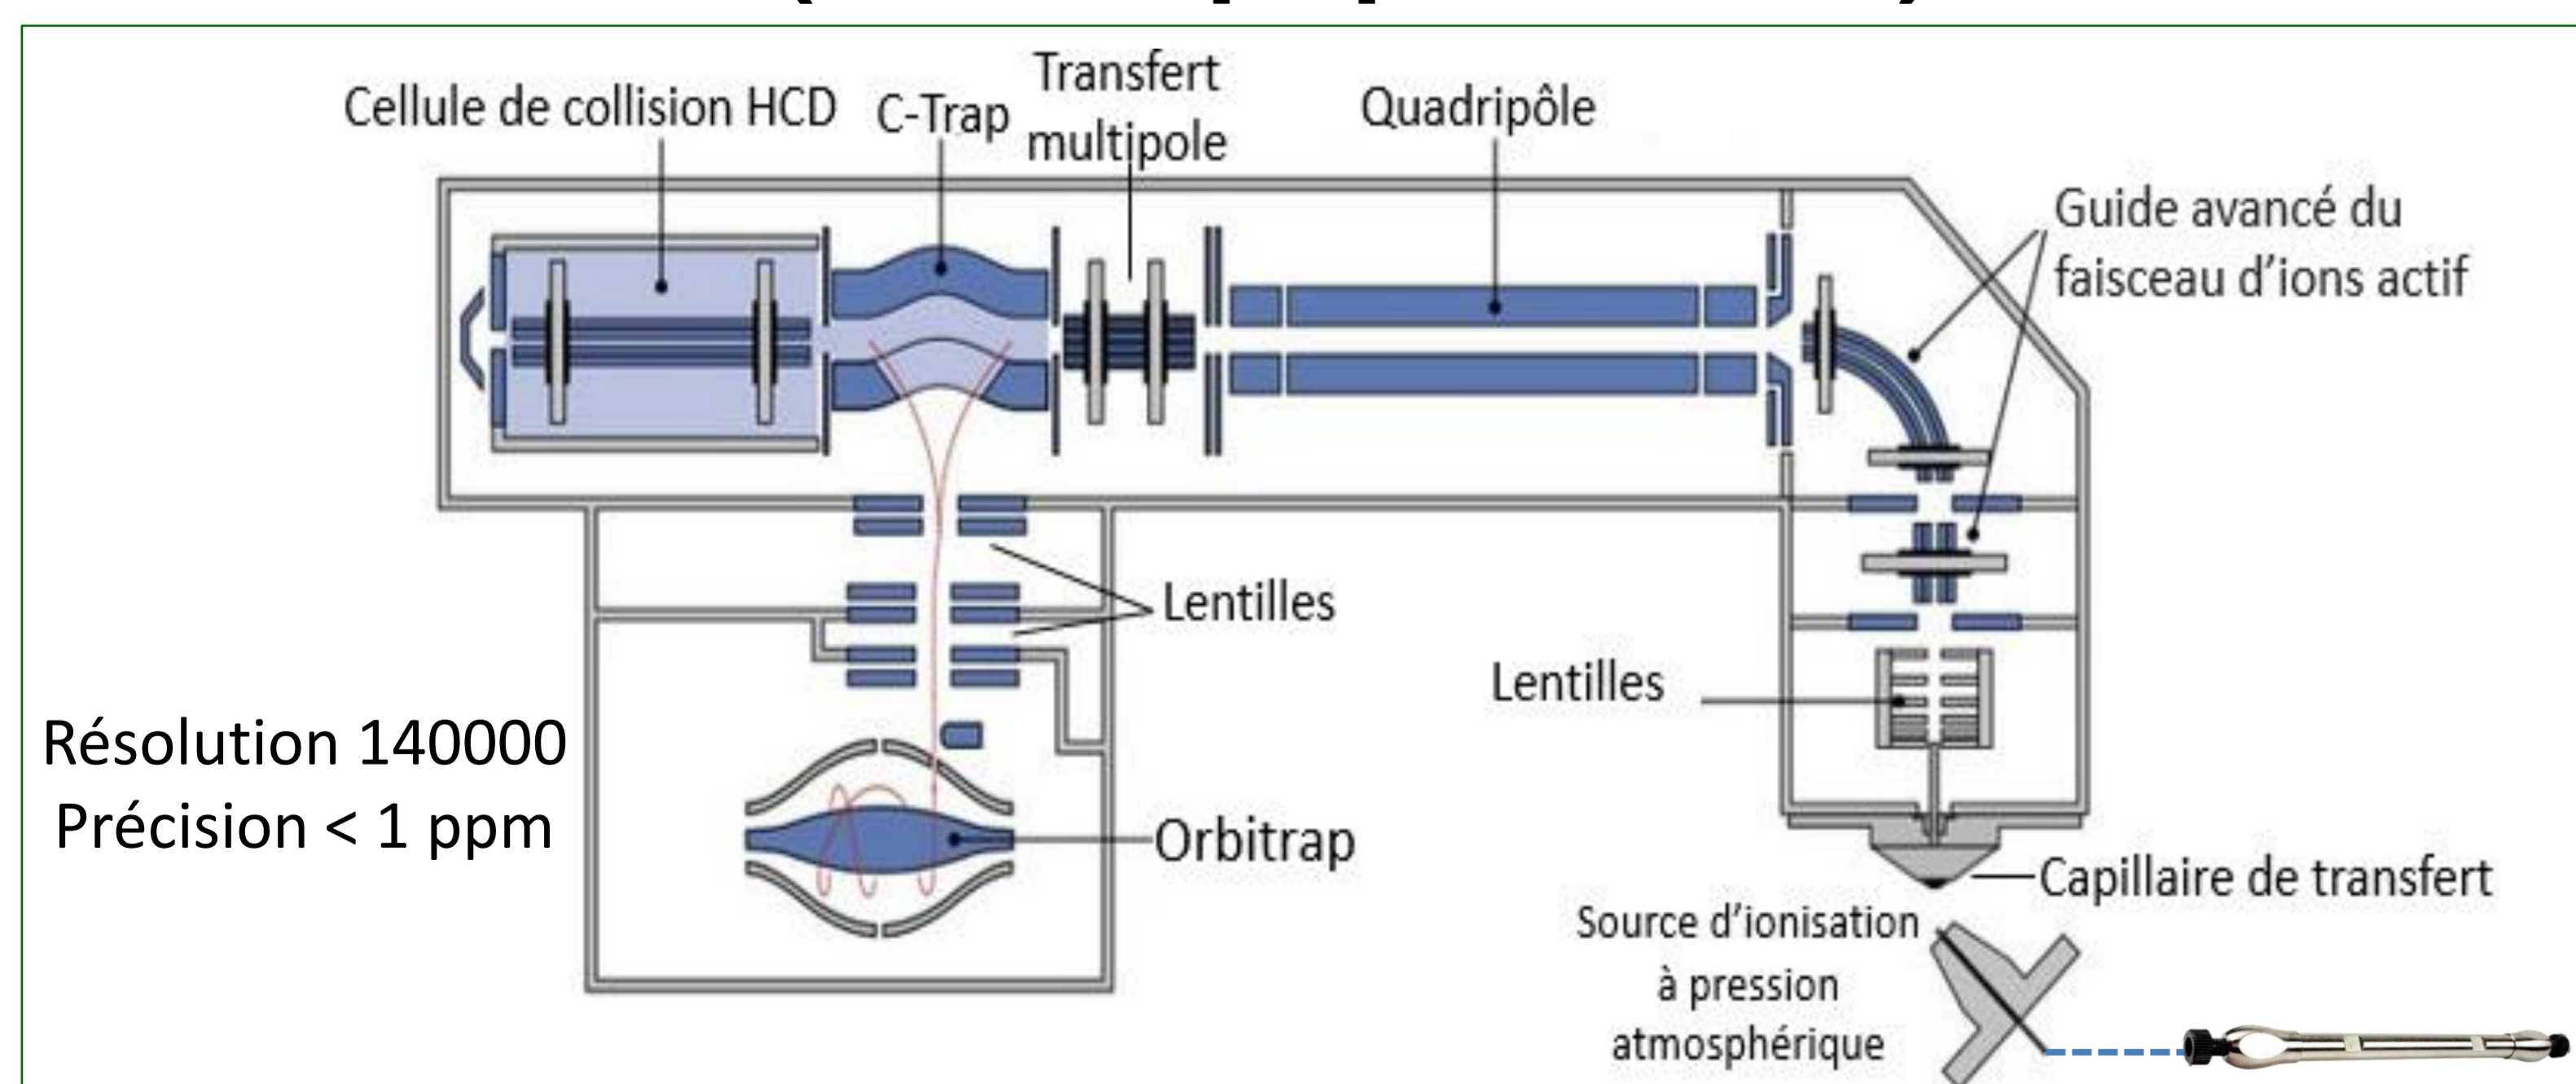 Cellule de collision HCD
C-Trap
Transfert
multipole
Quadripôle
Guide avancé du
faisceau d'ions actif
Lentilles
Lentilles
Résolution 140000
Précision < 1 ppm
Orbitrap
Capillaire de transfert
Source d'ionisation
à pression
atmosphérique